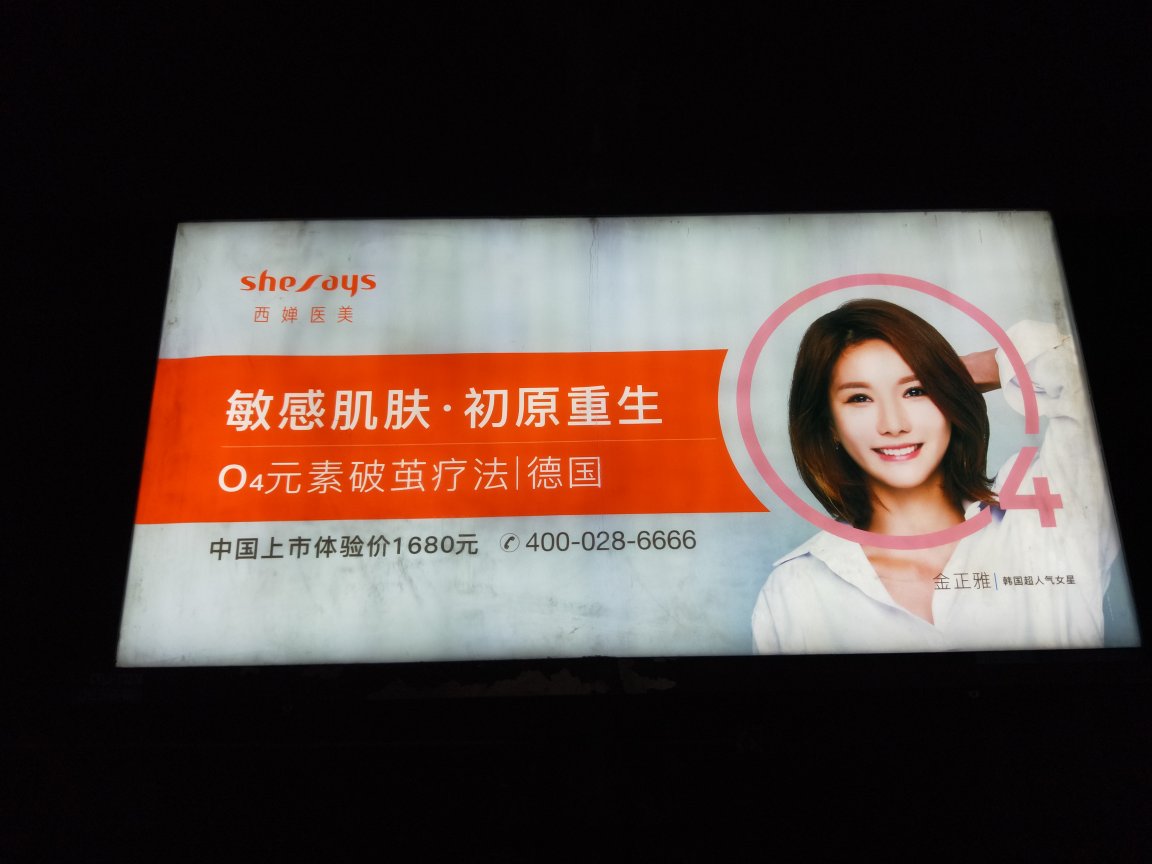 shesays
西婵医美
敏感肌肤·初原重生
O4元素破茧疗法|德国
中国上市体验价1680元 ✆400-028-6666
4
金正雅|韩国超人气女星